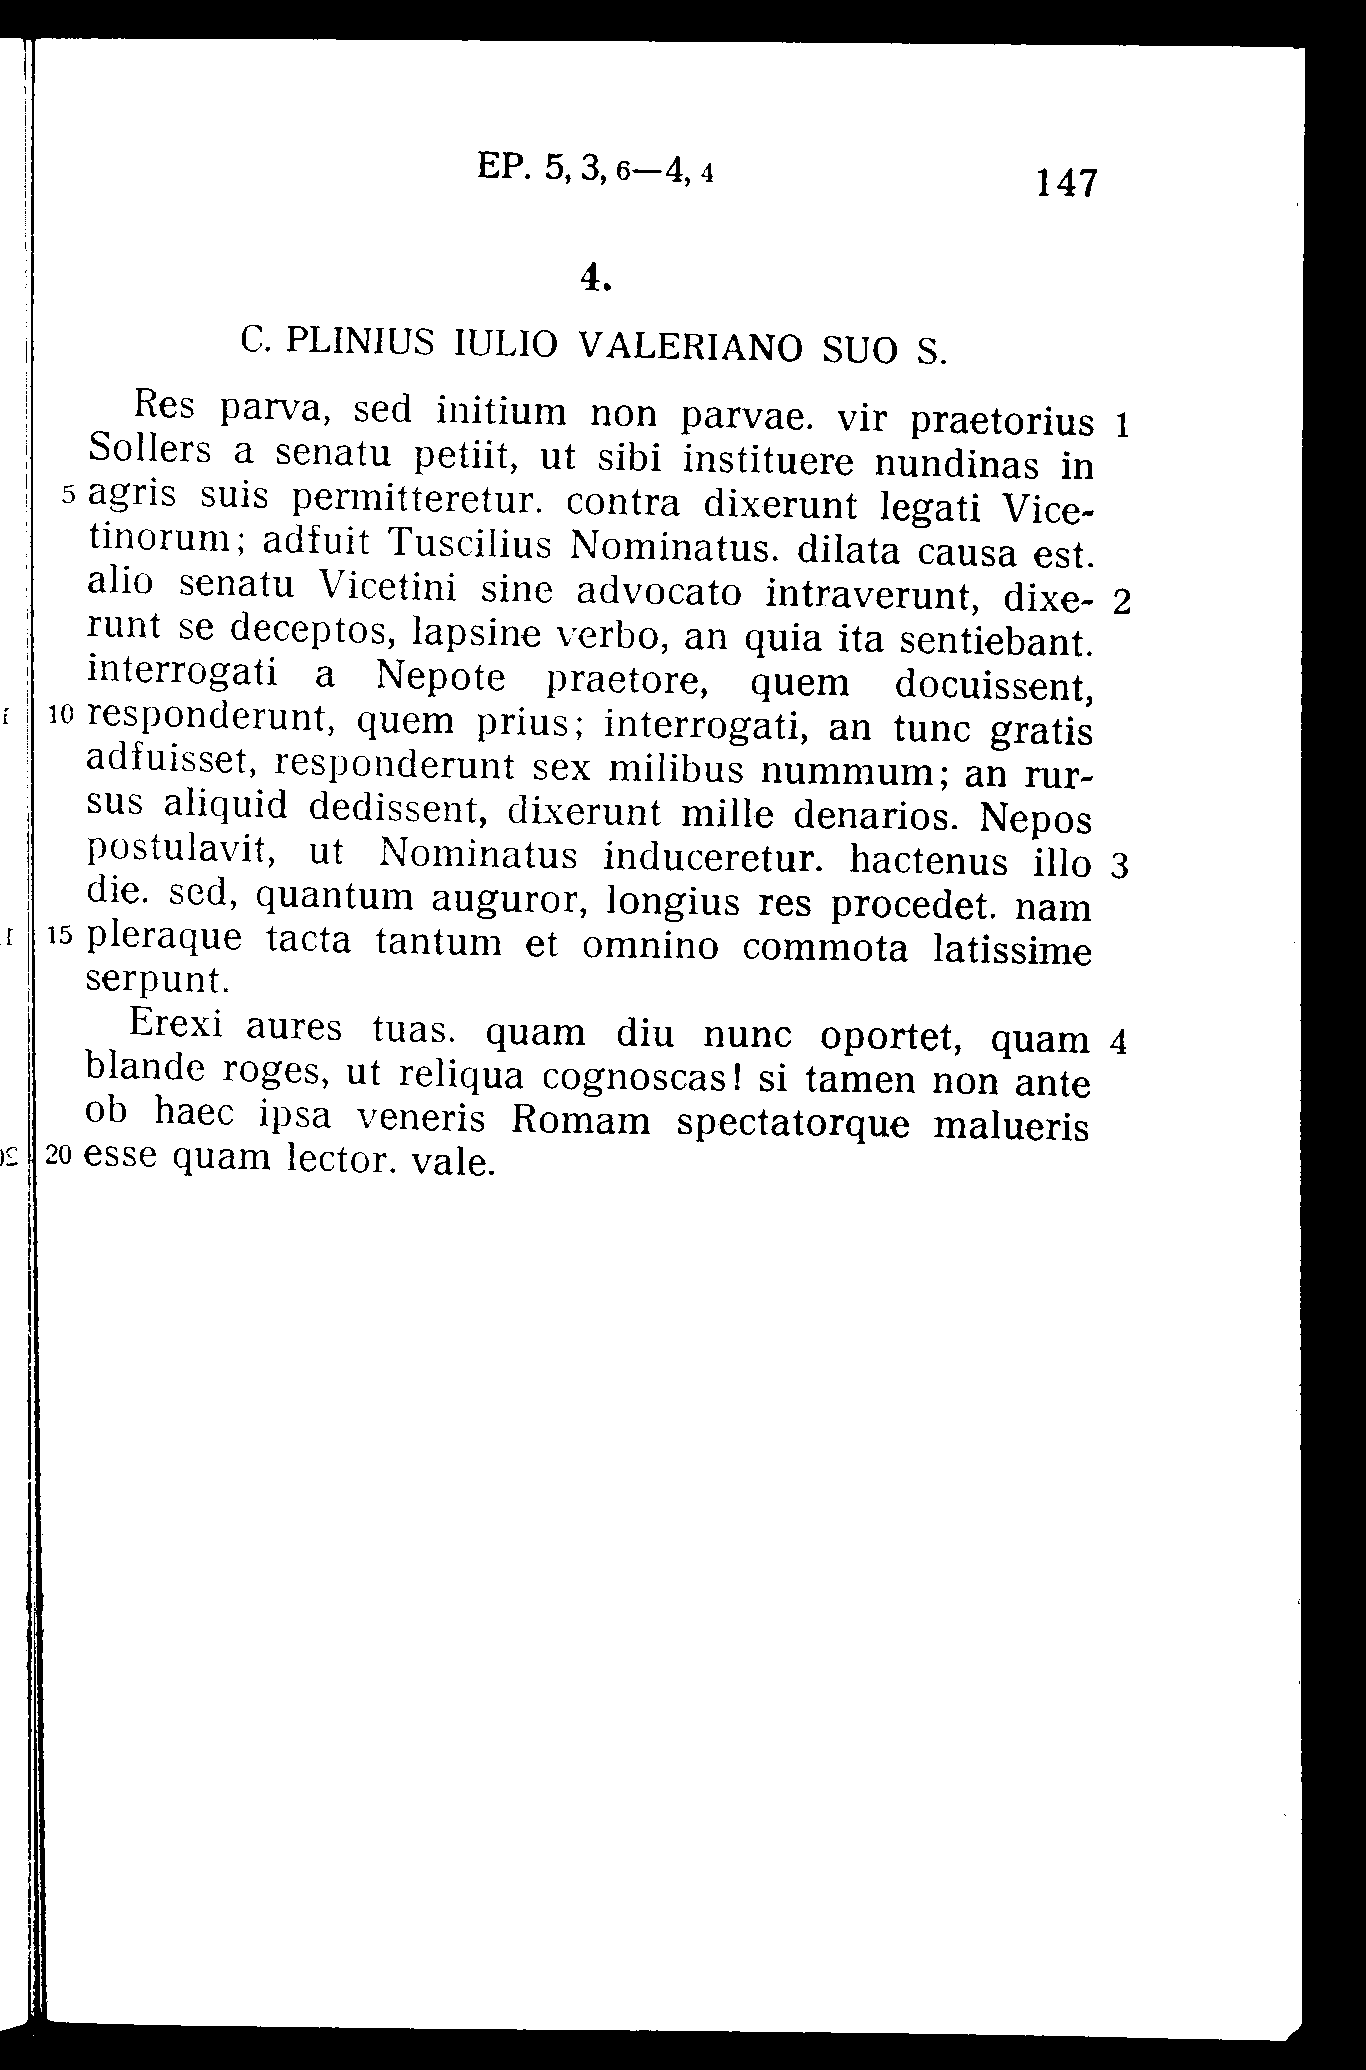 EP. 5, 3, 6—4, 4
147
4.
C. PLINIUS IULIO VALERIANO SUO S.
Res parva, sed initium non parvae. vir praetorius 1
Sollers a senatu petiit, ut sibi instituere nundinas in
5 agris suis permitteretur. contra dixerunt legati Vice-
tinorum; adfuit Tuscilius Nominatus. dilata causa est.
alio senatu Vicetini sine advocato intraverunt, dixe- 2
runt se deceptos, lapsine verbo, an quia ita sentiebant.
interrogati a Nepote praetore, quem docuissent,
10 responderunt, quem prius; interrogati, an tunc gratis
adfuisset, responderunt sex milibus nummum; an rur-
sus aliquid dedissent, dixerunt mille denarios. Nepos
postulavit, ut Nominatus induceretur. hactenus illo 3
die. sed, quantum auguror, longius res procedet. nam
15 pleraque tacta tantum et omnino commota latissime
serpunt.
Erexi aures tuas. quam diu nunc oportet, quam 4
blande roges, ut reliqua cognoscas! si tamen non ante
ob haec ipsa veneris Romam spectatorque malueris
20 esse quam lector. vale.